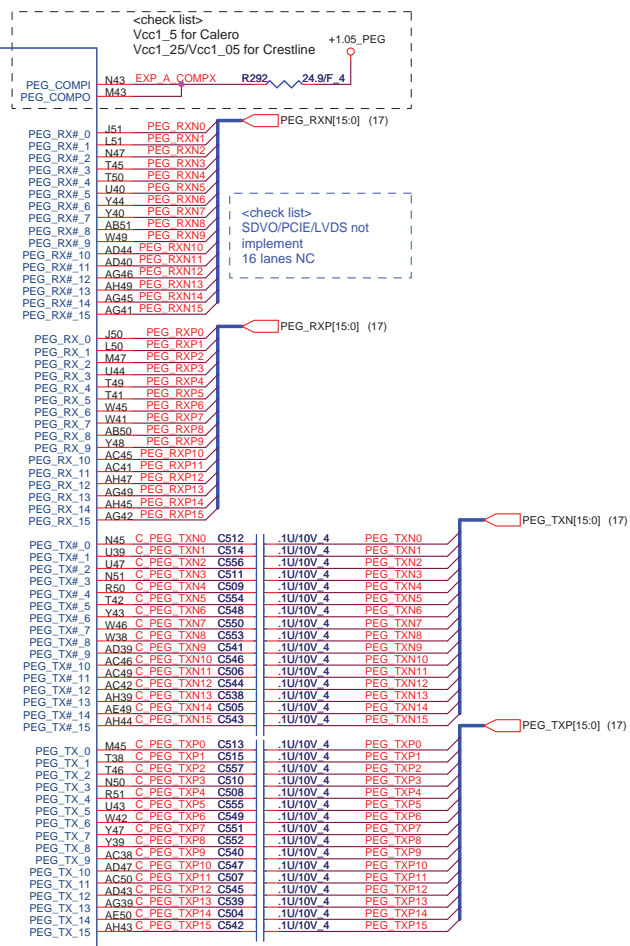 <check list>
Vcc1_5 for Calero
Vcc1_25/Vcc1_05 for Crestline
+1.05_PEG
PEG_COMPI N43 EXP_A_COMPX R292 24.9/F_4
PEG_COMPO M43
PEG_RXN[15:0] (17)
PEG_RX#_0 J51 PEG_RXN0
PEG_RX#_1 L51 PEG_RXN1
PEG_RX#_2 N47 PEG_RXN2
PEG_RX#_3 T45 PEG_RXN3
PEG_RX#_4 T50 PEG_RXN4
PEG_RX#_5 U40 PEG_RXN5
PEG_RX#_6 Y44 PEG_RXN6
PEG_RX#_7 Y40 PEG_RXN7
PEG_RX#_8 AB51 PEG_RXN8
PEG_RX#_9 W49 PEG_RXN9
PEG_RX#_10 AD44 PEG_RXN10
PEG_RX#_11 AD40 PEG_RXN11
PEG_RX#_12 AG46 PEG_RXN12
PEG_RX#_13 AH49 PEG_RXN13
PEG_RX#_14 AG45 PEG_RXN14
PEG_RX#_15 AG41 PEG_RXN15
<check list>
SDVO/PCIE/LVDS not
implement
16 lanes NC
PEG_RXP[15:0] (17)
PEG_RX_0 J50 PEG_RXP0
PEG_RX_1 L50 PEG_RXP1
PEG_RX_2 M47 PEG_RXP2
PEG_RX_3 U44 PEG_RXP3
PEG_RX_4 T49 PEG_RXP4
PEG_RX_5 T41 PEG_RXP5
PEG_RX_6 W45 PEG_RXP6
PEG_RX_7 W41 PEG_RXP7
PEG_RX_8 AB50 PEG_RXP8
PEG_RX_9 Y48 PEG_RXP9
PEG_RX_10 AC45 PEG_RXP10
PEG_RX_11 AC41 PEG_RXP11
PEG_RX_12 AH47 PEG_RXP12
PEG_RX_13 AG49 PEG_RXP13
PEG_RX_14 AH45 PEG_RXP14
PEG_RX_15 AG42 PEG_RXP15
PEG_TXN[15:0] (17)
PEG_TX#_0 N45 C_PEG_TXN0 C512 .1U/10V_4 PEG_TXN0
PEG_TX#_1 U39 C_PEG_TXN1 C514 .1U/10V_4 PEG_TXN1
PEG_TX#_2 U47 C_PEG_TXN2 C556 .1U/10V_4 PEG_TXN2
PEG_TX#_3 N51 C_PEG_TXN3 C511 .1U/10V_4 PEG_TXN3
PEG_TX#_4 R50 C_PEG_TXN4 C509 .1U/10V_4 PEG_TXN4
PEG_TX#_5 T42 C_PEG_TXN5 C554 .1U/10V_4 PEG_TXN5
PEG_TX#_6 Y43 C_PEG_TXN6 C548 .1U/10V_4 PEG_TXN6
PEG_TX#_7 W46 C_PEG_TXN7 C550 .1U/10V_4 PEG_TXN7
PEG_TX#_8 W38 C_PEG_TXN8 C553 .1U/10V_4 PEG_TXN8
PEG_TX#_9 AD39 C_PEG_TXN9 C541 .1U/10V_4 PEG_TXN9
PEG_TX#_10 AC46 C_PEG_TXN10 C546 .1U/10V_4 PEG_TXN10
PEG_TX#_11 AC49 C_PEG_TXN11 C506 .1U/10V_4 PEG_TXN11
PEG_TX#_12 AC42 C_PEG_TXN12 C544 .1U/10V_4 PEG_TXN12
PEG_TX#_13 AH39 C_PEG_TXN13 C538 .1U/10V_4 PEG_TXN13
PEG_TX#_14 AE49 C_PEG_TXN14 C505 .1U/10V_4 PEG_TXN14
PEG_TX#_15 AH44 C_PEG_TXN15 C543 .1U/10V_4 PEG_TXN15
PEG_TXP[15:0] (17)
PEG_TX_0 M45 C_PEG_TXP0 C513 .1U/10V_4 PEG_TXP0
PEG_TX_1 T38 C_PEG_TXP1 C515 .1U/10V_4 PEG_TXP1
PEG_TX_2 T46 C_PEG_TXP2 C557 .1U/10V_4 PEG_TXP2
PEG_TX_3 N50 C_PEG_TXP3 C510 .1U/10V_4 PEG_TXP3
PEG_TX_4 R51 C_PEG_TXP4 C508 .1U/10V_4 PEG_TXP4
PEG_TX_5 U43 C_PEG_TXP5 C555 .1U/10V_4 PEG_TXP5
PEG_TX_6 W42 C_PEG_TXP6 C549 .1U/10V_4 PEG_TXP6
PEG_TX_7 Y47 C_PEG_TXP7 C551 .1U/10V_4 PEG_TXP7
PEG_TX_8 Y39 C_PEG_TXP8 C552 .1U/10V_4 PEG_TXP8
PEG_TX_9 AC38 C_PEG_TXP9 C540 .1U/10V_4 PEG_TXP9
PEG_TX_10 AD47 C_PEG_TXP10 C547 .1U/10V_4 PEG_TXP10
PEG_TX_11 AC50 C_PEG_TXP11 C507 .1U/10V_4 PEG_TXP11
PEG_TX_12 AD43 C_PEG_TXP12 C545 .1U/10V_4 PEG_TXP12
PEG_TX_13 AG39 C_PEG_TXP13 C539 .1U/10V_4 PEG_TXP13
PEG_TX_14 AE50 C_PEG_TXP14 C504 .1U/10V_4 PEG_TXP14
PEG_TX_15 AH43 C_PEG_TXP15 C542 .1U/10V_4 PEG_TXP15